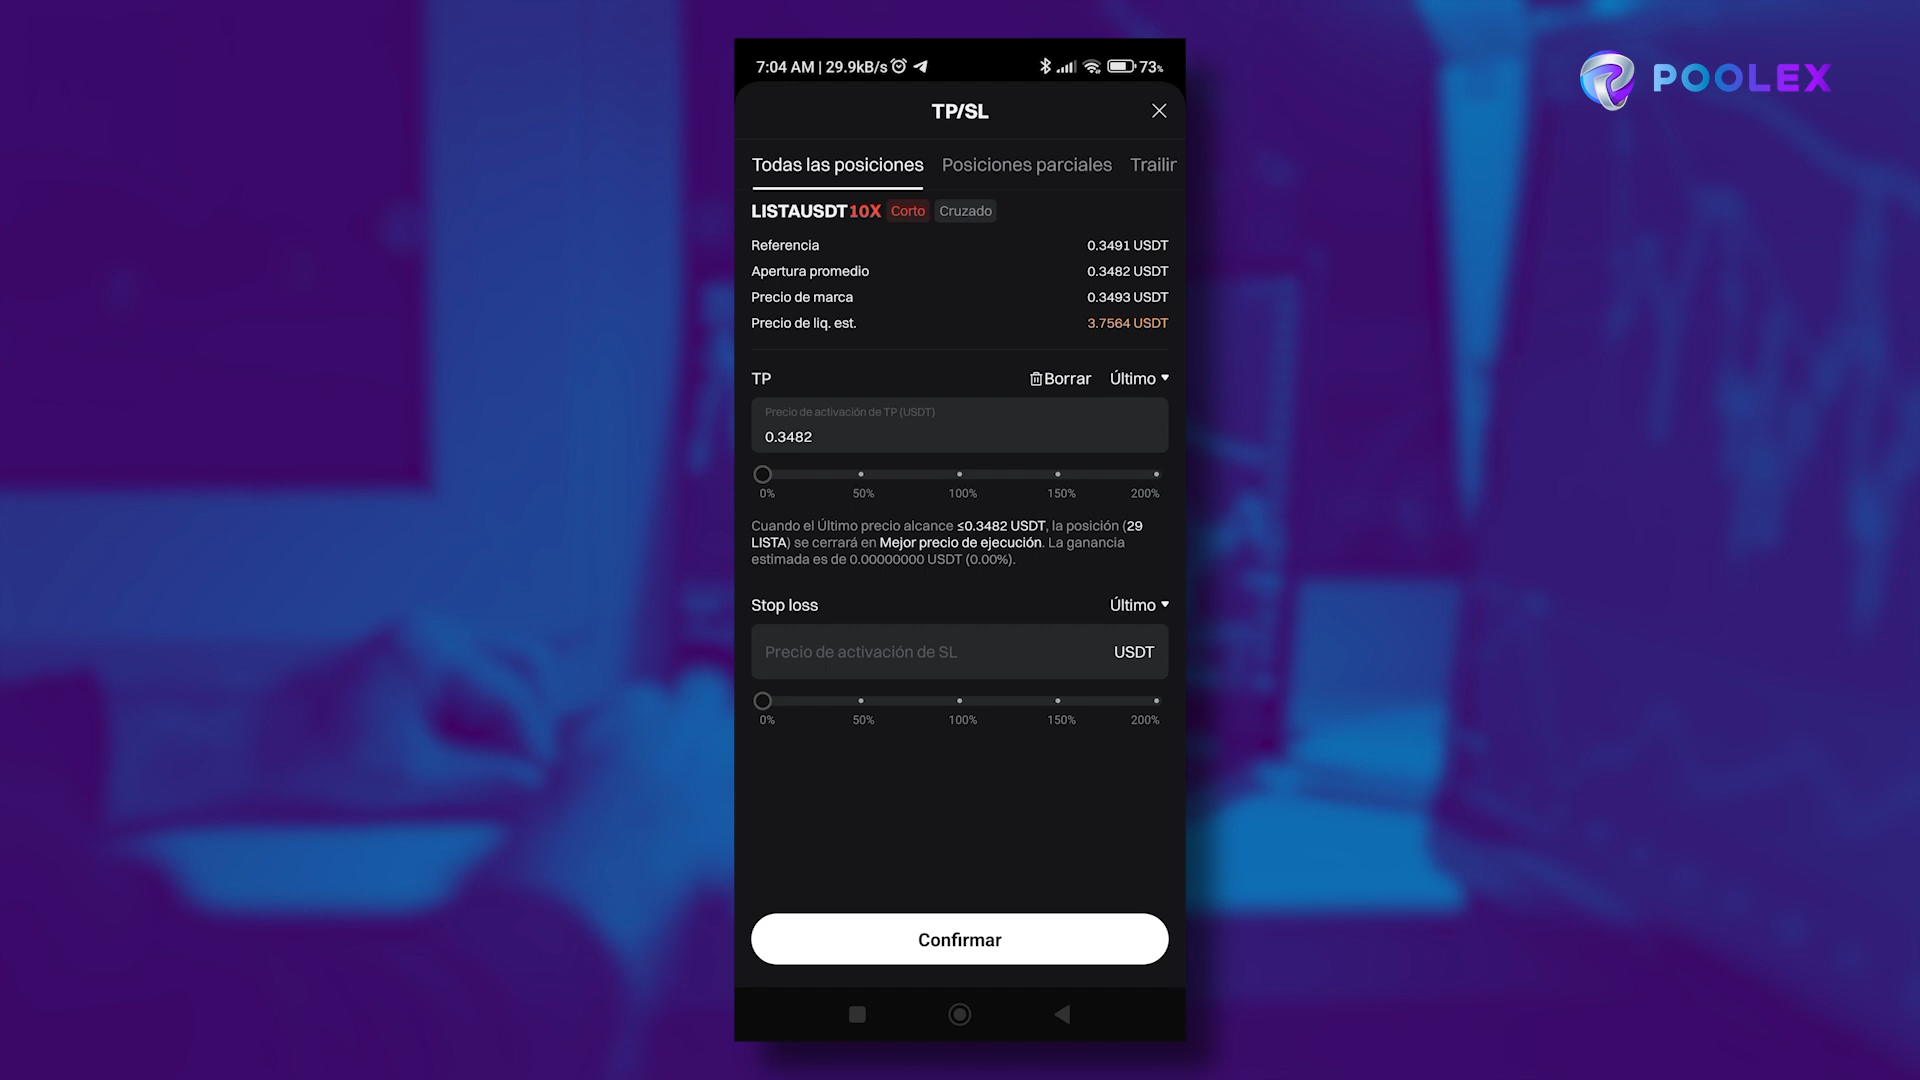 7:04 AM | 29.9kB/s 73%
POOLEX
TP/SL
Todas las posiciones Posiciones parciales Trailin
LISTAUSDT 10X Corto Cruzado
Referencia 0.3491 USDT
Apertura promedio 0.3482 USDT
Precio de marca 0.3493 USDT
Precio de liq. est. 3.7564 USDT
TP Borrar Último
Precio de activación de TP (USDT)
0.3482
0% 50% 100% 150% 200%
Cuando el Último precio alcance ≤0.3482 USDT, la posición (29
LISTA) se cerrará en Mejor precio de ejecución. La ganancia
estimada es de 0.00000000 USDT (0.00%).
Stop loss Último
Precio de activación de SL USDT
0% 50% 100% 150% 200%
Confirmar